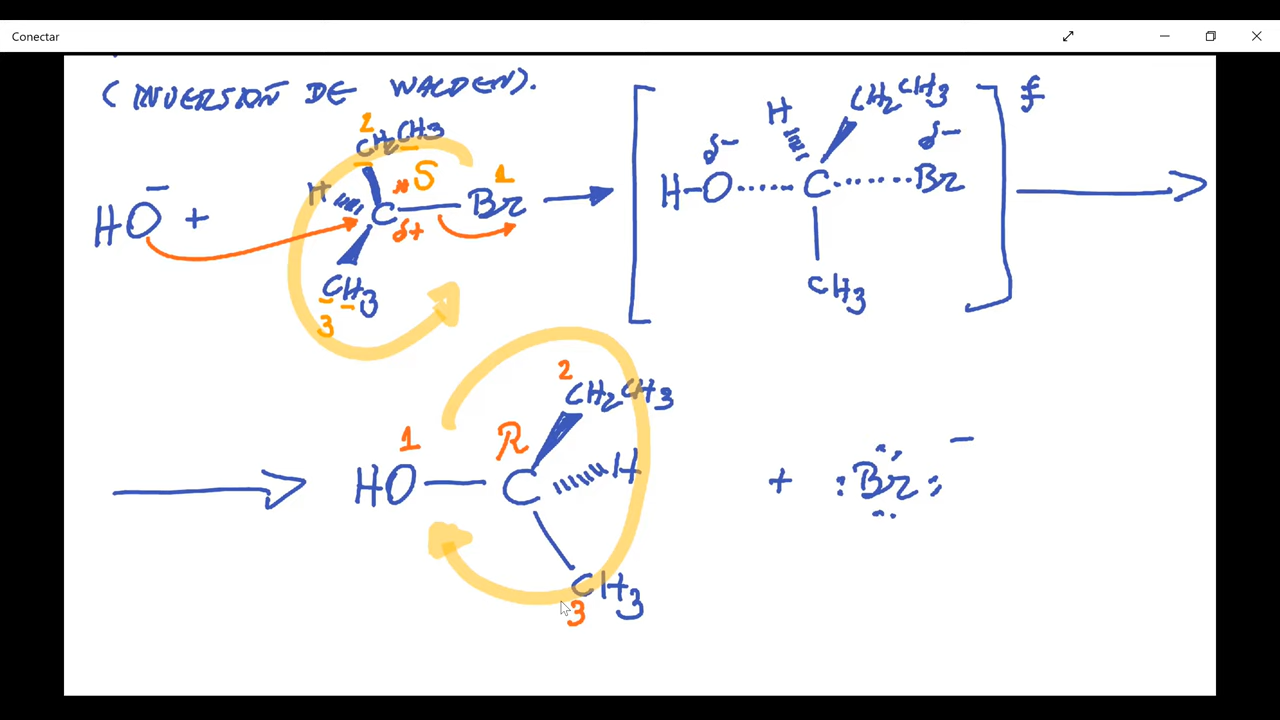 Conectar
(INVERSIÓN DE WALDEN).
2
CH2CH3
H
S
1
HO⁻ +
C
Br
δ+
CH3
3
H
CH2CH3
ǂ
δ−
δ−
H-O
C
Br
CH3
2
CH2CH3
1
R
HO
C
H
CH3
3
+
:Br:⁻